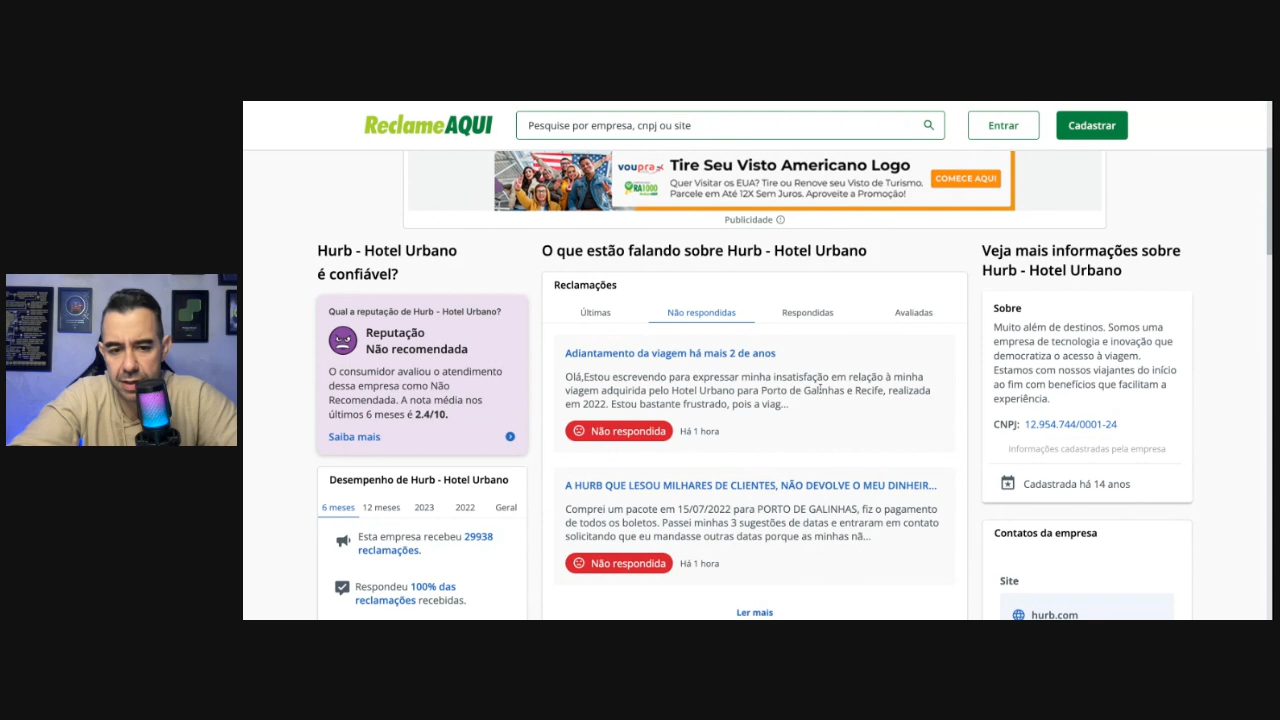 ReclameAQUI
Pesquise por empresa, cnpj ou site
Entrar
Cadastrar
vouprax
RA1000
Tire Seu Visto Americano Logo
Quer Visitar os EUA? Tire ou Renove seu Visto de Turismo.
Parcele em Até 12X Sem Juros. Aproveite a Promoção!
COMECE AQUI
Publicidade
Hurb - Hotel Urbano
é confiável?
Qual a reputação de Hurb - Hotel Urbano?
Reputação
Não recomendada
O consumidor avaliou o atendimento
dessa empresa como Não
Recomendada. A nota média nos
últimos 6 meses é 2.4/10.
Saiba mais
Desempenho de Hurb - Hotel Urbano
6 meses 12 meses 2023 2022 Geral
Esta empresa recebeu 29938
reclamações.
Respondeu 100% das
reclamações recebidas.
O que estão falando sobre Hurb - Hotel Urbano
Reclamações
Últimas Não respondidas Respondidas Avaliadas
Adiantamento da viagem há mais 2 de anos
Olá,Estou escrevendo para expressar minha insatisfação em relação à minha
viagem adquirida pelo Hotel Urbano para Porto de Galinhas e Recife, realizada
em 2022. Estou bastante frustrado, pois a viag...
Não respondida Há 1 hora
A HURB QUE LESOU MILHARES DE CLIENTES, NÃO DEVOLVE O MEU DINHEIR...
Comprei um pacote em 15/07/2022 para PORTO DE GALINHAS, fiz o pagamento
de todos os boletos. Passei minhas 3 sugestões de datas e entraram em contato
solicitando que eu mandasse outras datas porque as minhas nã...
Não respondida Há 1 hora
Ler mais
Veja mais informações sobre
Hurb - Hotel Urbano
Sobre
Muito além de destinos. Somos uma
empresa de tecnologia e inovação que
democratiza o acesso à viagem.
Estamos com nossos viajantes do início
ao fim com benefícios que facilitam a
experiência.
CNPJ: 12.954.744/0001-24
Informações cadastradas pela empresa
Cadastrada há 14 anos
Contatos da empresa
Site
hurb.com